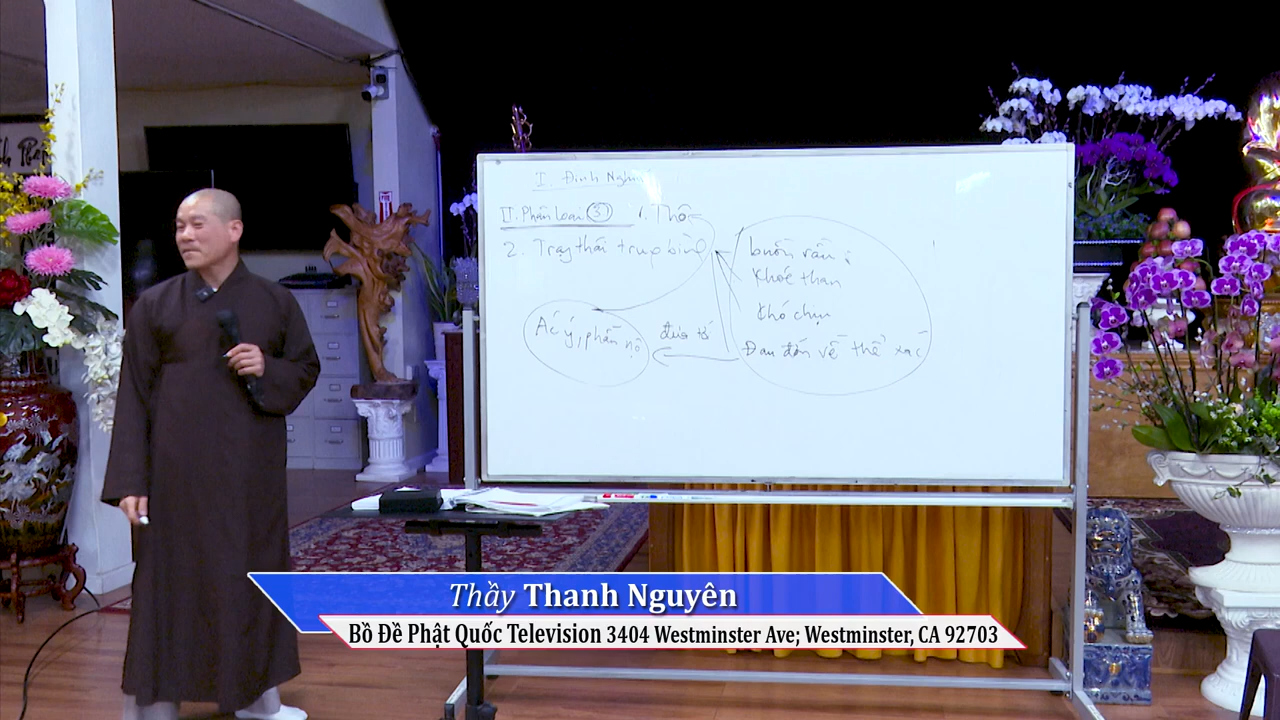 I. Định Nghĩa
II. Phân Loại ③ 1. Thô
2. Trạng thái trung bình
buồn rầu
Khóc than
Khó chịu
Đau đớn về thể xác
Ác ý, phẫn nộ
đưa tớ
Thầy Thanh Nguyên
Bồ Đề Phật Quốc Television 3404 Westminster Ave; Westminster, CA 92703